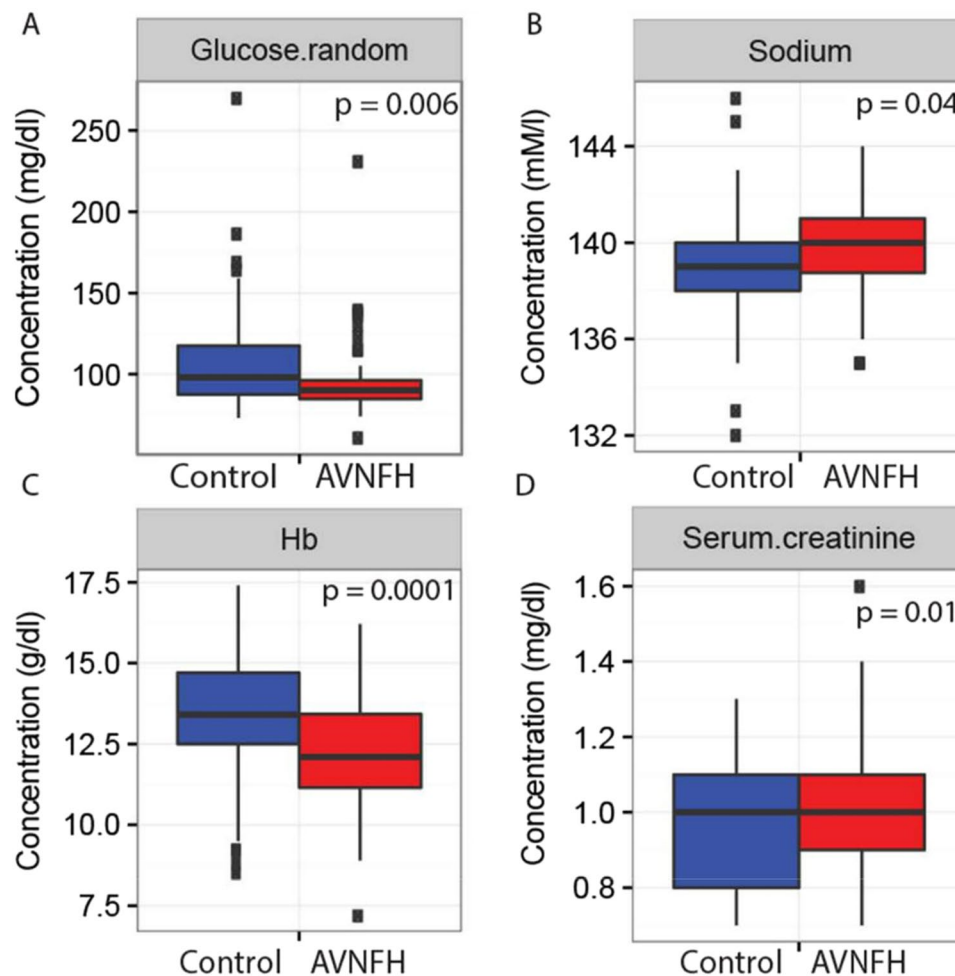 A
Glucose.random
p = 0.006
Concentration (mg/dl)
250
200
150
100
Control AVNFH
B
Sodium
p = 0.04
Concentration (mM/l)
144
140
136
132
Control AVNFH
C
Hb
p = 0.0001
Concentration (g/dl)
17.5
15.0
12.5
10.0
7.5
Control AVNFH
D
Serum.creatinine
p = 0.01
Concentration (mg/dl)
1.6
1.4
1.2
1.0
0.8
Control AVNFH